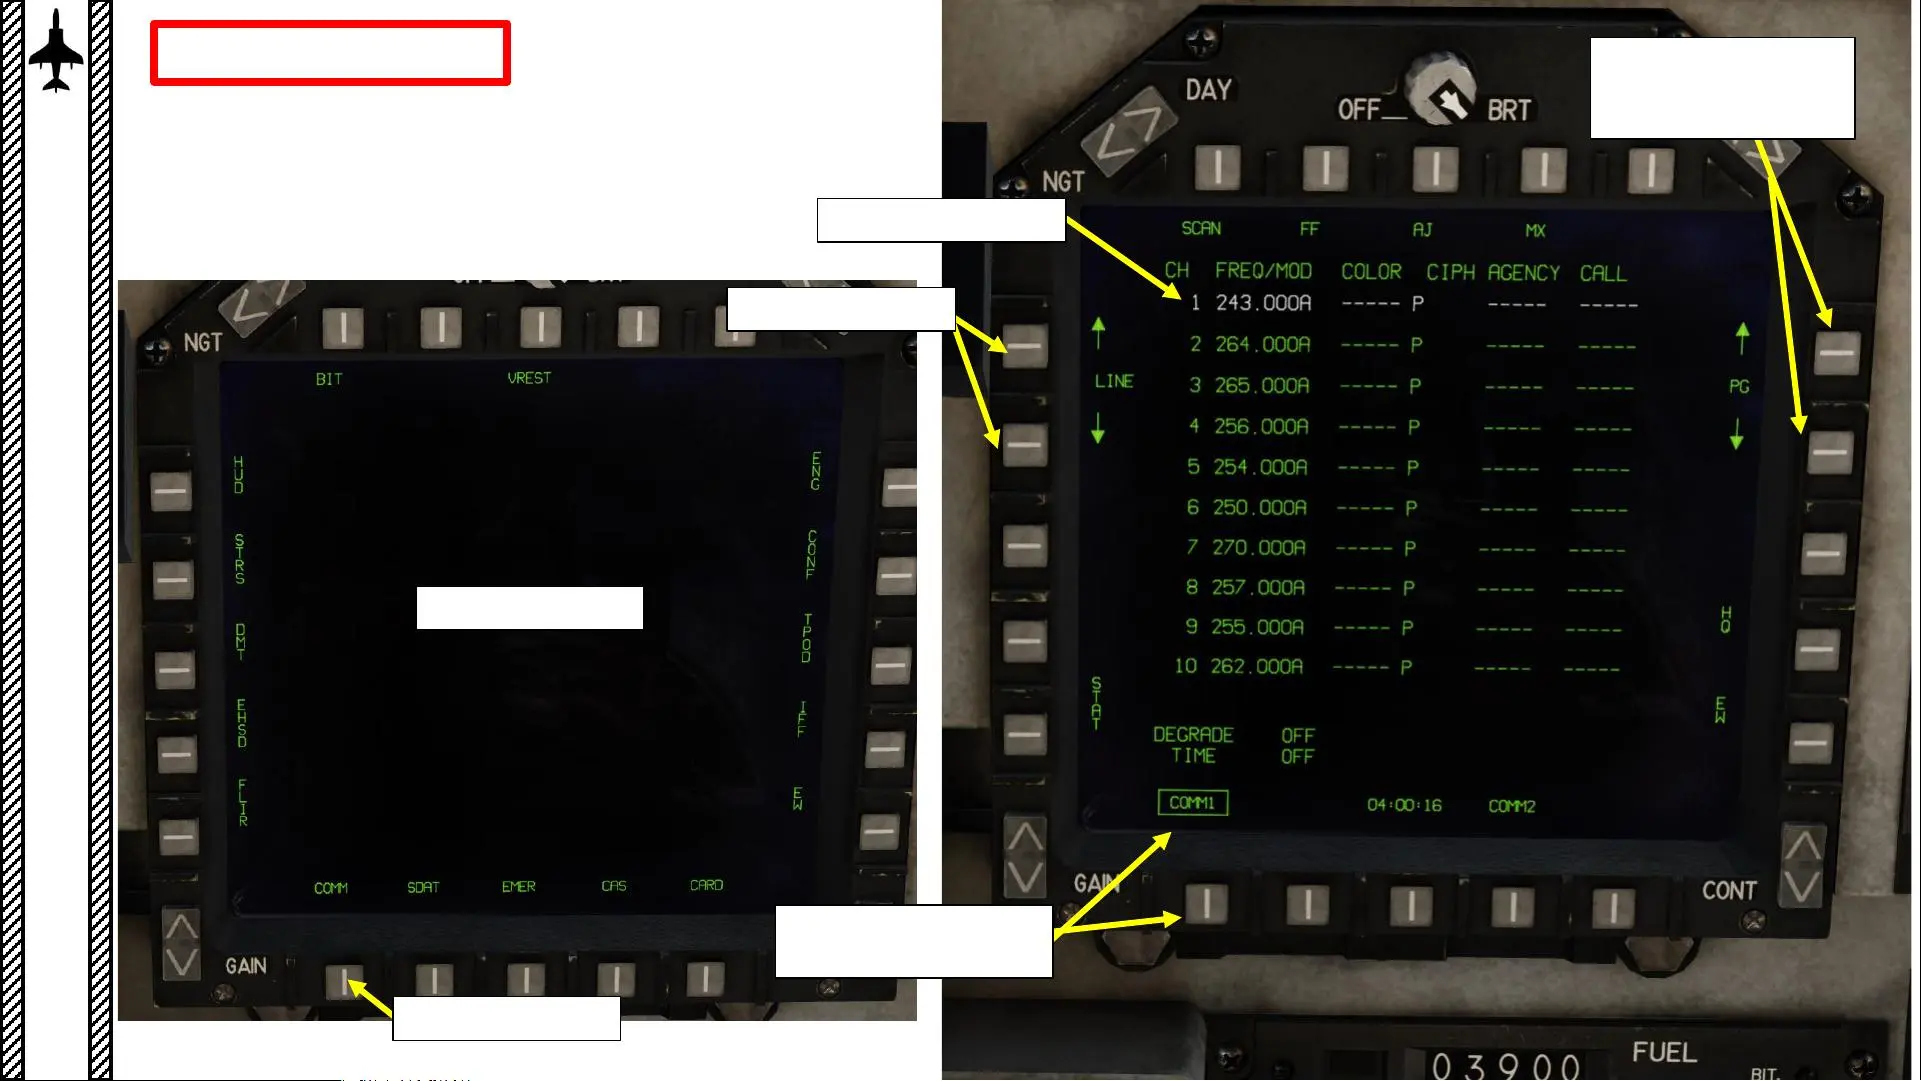 NGT
BIT VREST
HUD
STRS
DMT
EHSD
FLIR
ENG
CONF
TPOD
IFF
EW
COMM SDAT EMER CAS CARD
GAIN
DAY
OFF BRT
NGT
SCAN FF AJ MX
CH FREQ/MOD COLOR CIPH AGENCY CALL
1 243.000A ----- P ----- -----
2 264.000A ----- P ----- -----
3 265.000A ----- P ----- -----
4 256.000A ----- P ----- -----
5 254.000A ----- P ----- -----
6 250.000A ----- P ----- -----
7 270.000A ----- P ----- -----
8 257.000A ----- P ----- -----
9 255.000A ----- P ----- -----
10 262.000A ----- P ----- -----
LINE
STAT
PG
HQ
EW
DEGRADE OFF
TIME OFF
COMM1 04:00:16 COMM2
GAIN CONT
03900 FUEL
BIT